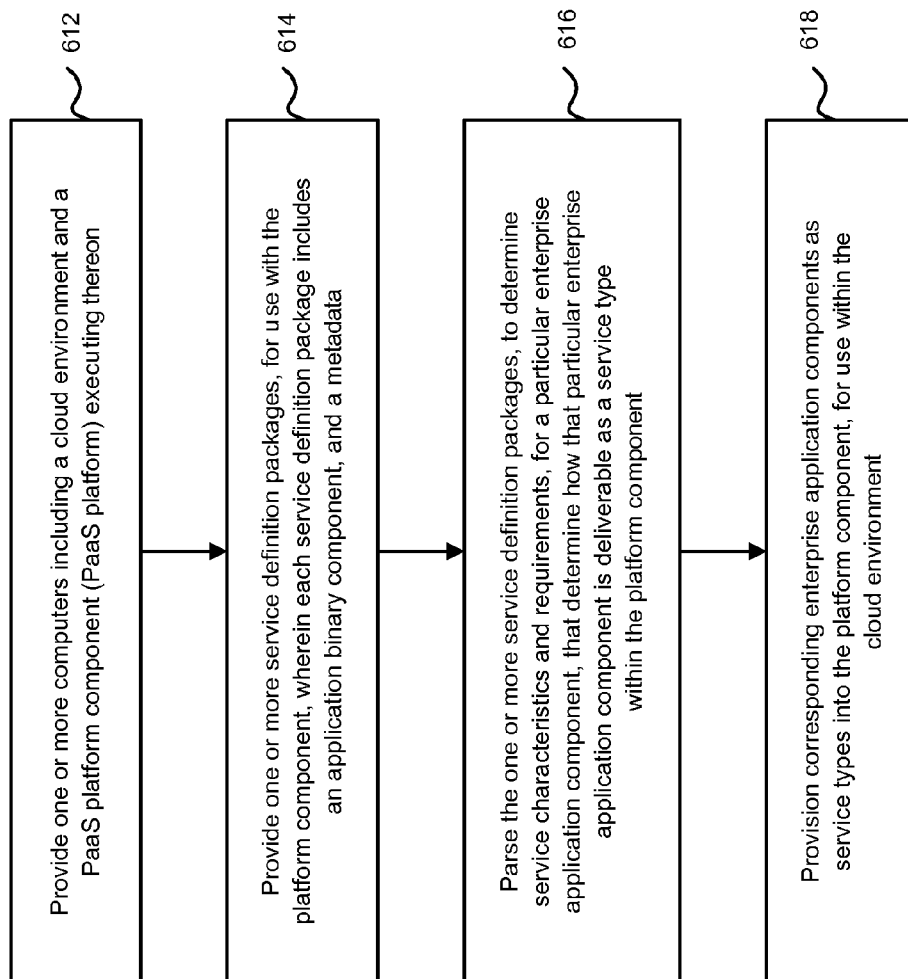 Provide one or more computers including a cloud environment and a
PaaS platform component (PaaS platform) executing thereon
612
Provide one or more service definition packages, for use with the
platform component, wherein each service definition package includes
an application binary component, and a metadata
614
Parse the one or more service definition packages, to determine
service characteristics and requirements, for a particular enterprise
application component, that determine how that particular enterprise
application component is deliverable as a service type
within the platform component
616
Provision corresponding enterprise application components as
service types into the platform component, for use within the
cloud environment
618